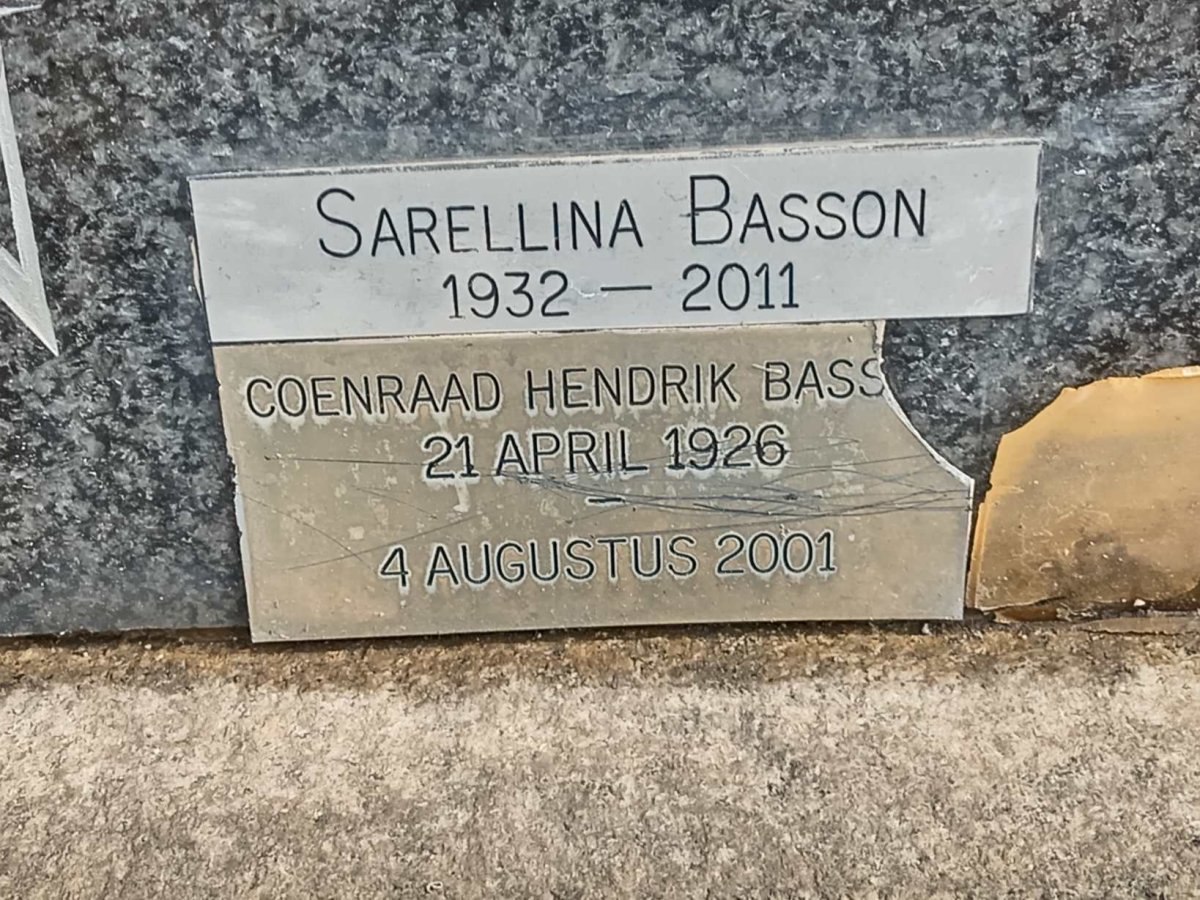 SARELLINA BASSON
1932 — 2011
COENRAAD HENDRIK BASS
21 APRIL 1926
–
4 AUGUSTUS 2001